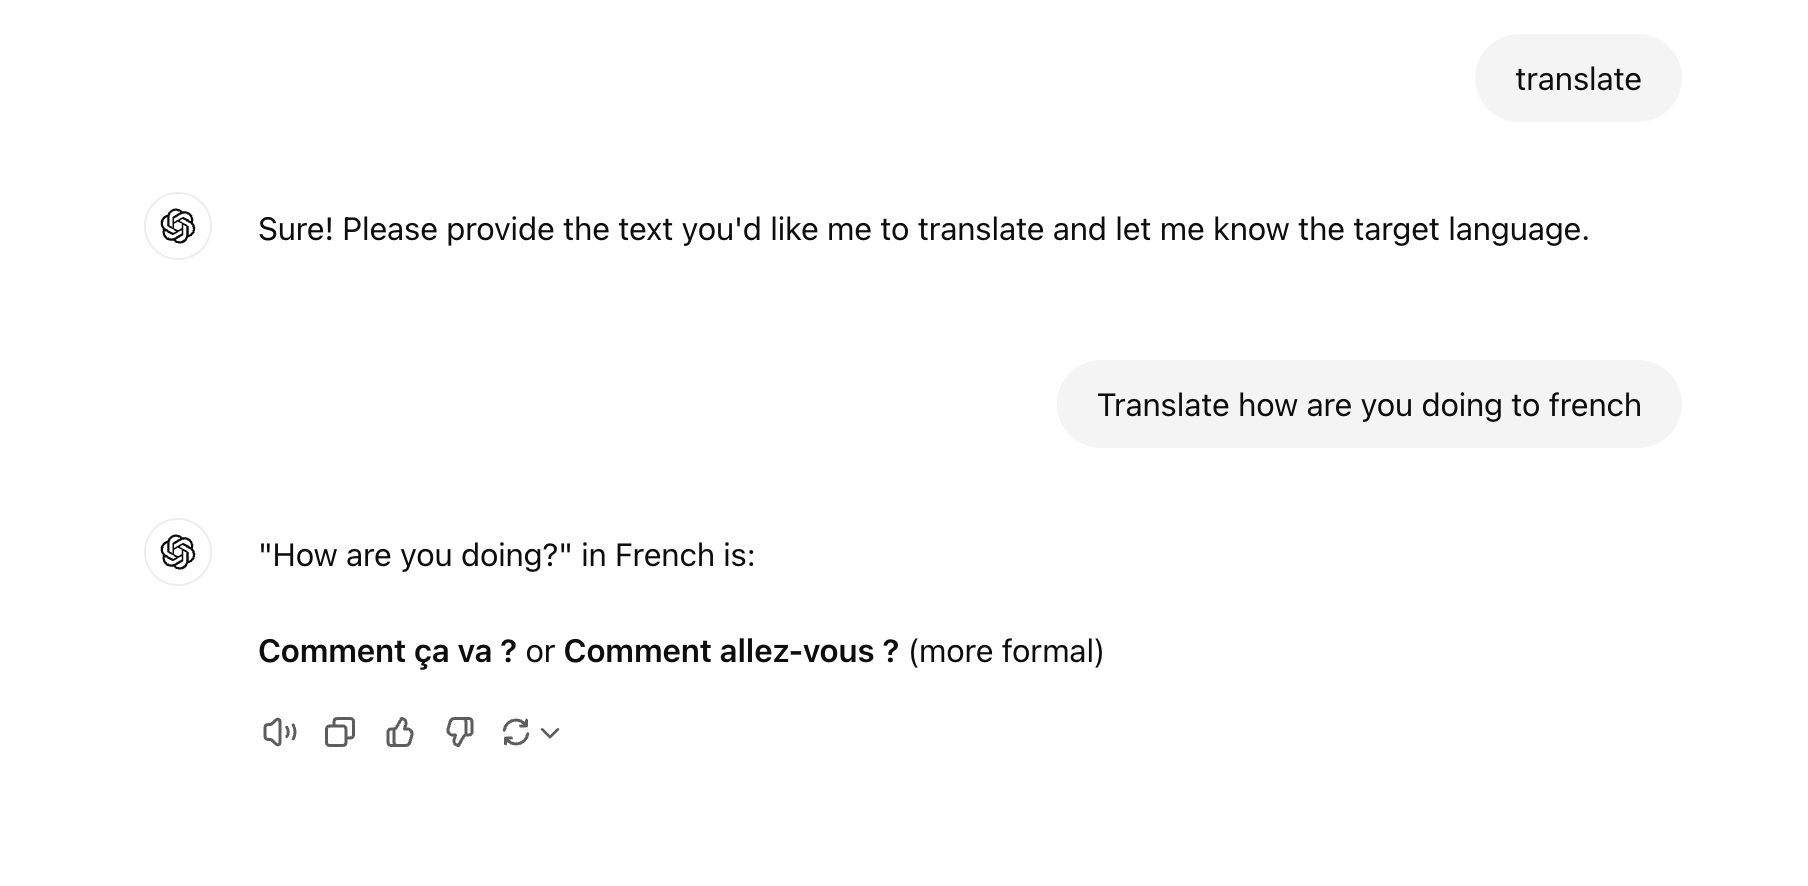 translate
Sure! Please provide the text you'd like me to translate and let me know the target language.
Translate how are you doing to french
"How are you doing?" in French is:
Comment ça va ? or Comment allez-vous ? (more formal)